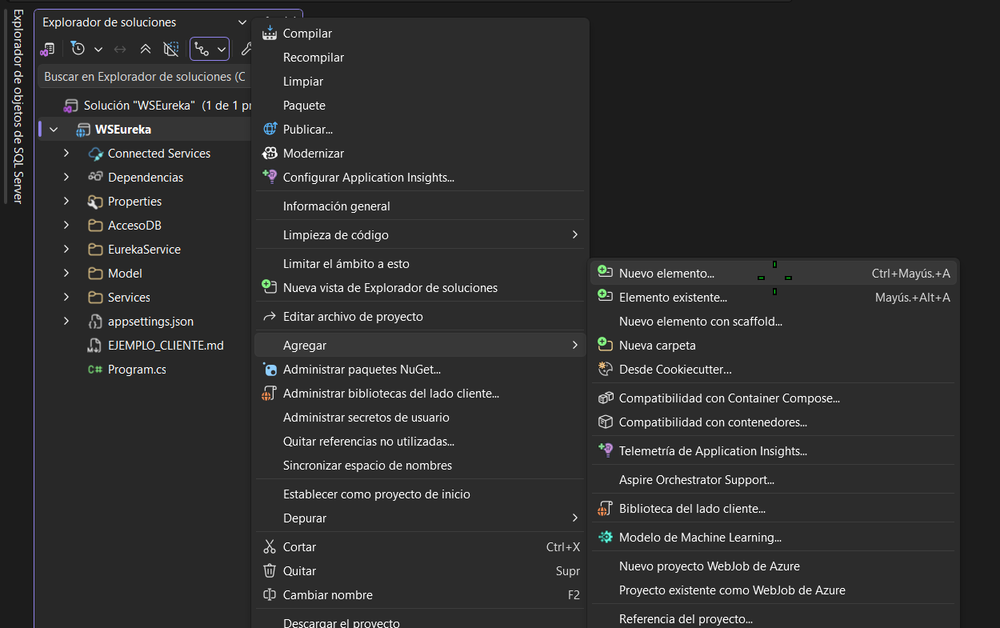 Explorador de objetos de SQL Server
Explorador de soluciones
Buscar en Explorador de soluciones (C
Solución "WSEureka" (1 de 1 pr
WSEureka
Connected Services
Dependencias
Properties
AccesoDB
EurekaService
Model
Services
appsettings.json
EJEMPLO_CLIENTE.md
C# Program.cs
Compilar
Recompilar
Limpiar
Paquete
Publicar...
Modernizar
Configurar Application Insights...
Información general
Limpieza de código
Limitar el ámbito a esto
Nueva vista de Explorador de soluciones
Editar archivo de proyecto
Agregar
Administrar paquetes NuGet...
Administrar bibliotecas del lado cliente...
Administrar secretos de usuario
Quitar referencias no utilizadas...
Sincronizar espacio de nombres
Establecer como proyecto de inicio
Depurar
Cortar Ctrl+X
Quitar Supr
Cambiar nombre F2
Descargar el proyecto
Nuevo elemento... Ctrl+Mayús.+A
Elemento existente... Mayús.+Alt+A
Nuevo elemento con scaffold...
Nueva carpeta
Desde Cookiecutter...
Compatibilidad con Container Compose...
Compatibilidad con contenedores...
Telemetría de Application Insights...
Aspire Orchestrator Support...
Biblioteca del lado cliente...
Modelo de Machine Learning...
Nuevo proyecto WebJob de Azure
Proyecto existente como WebJob de Azure
Referencia del proyecto...